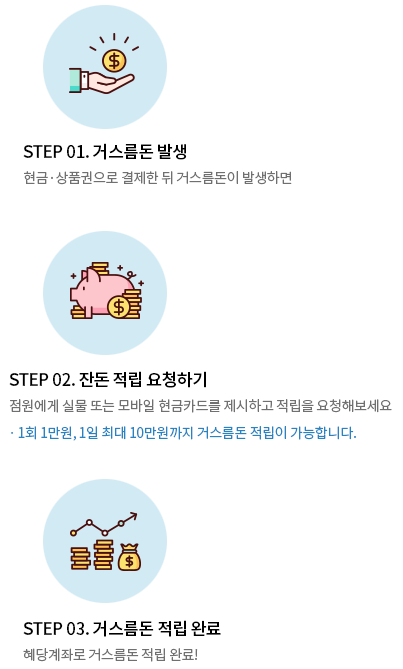 STEP 01. 거스름돈 발생
현금·상품권으로 결제한 뒤 거스름돈이 발생하면
STEP 02. 잔돈 적립 요청하기
점원에게 실물 또는 모바일 현금카드를 제시하고 적립을 요청해보세요
· 1회 1만원, 1일 최대 10만원까지 거스름돈 적립이 가능합니다.
STEP 03. 거스름돈 적립 완료
혜당계좌로 거스름돈 적립 완료!